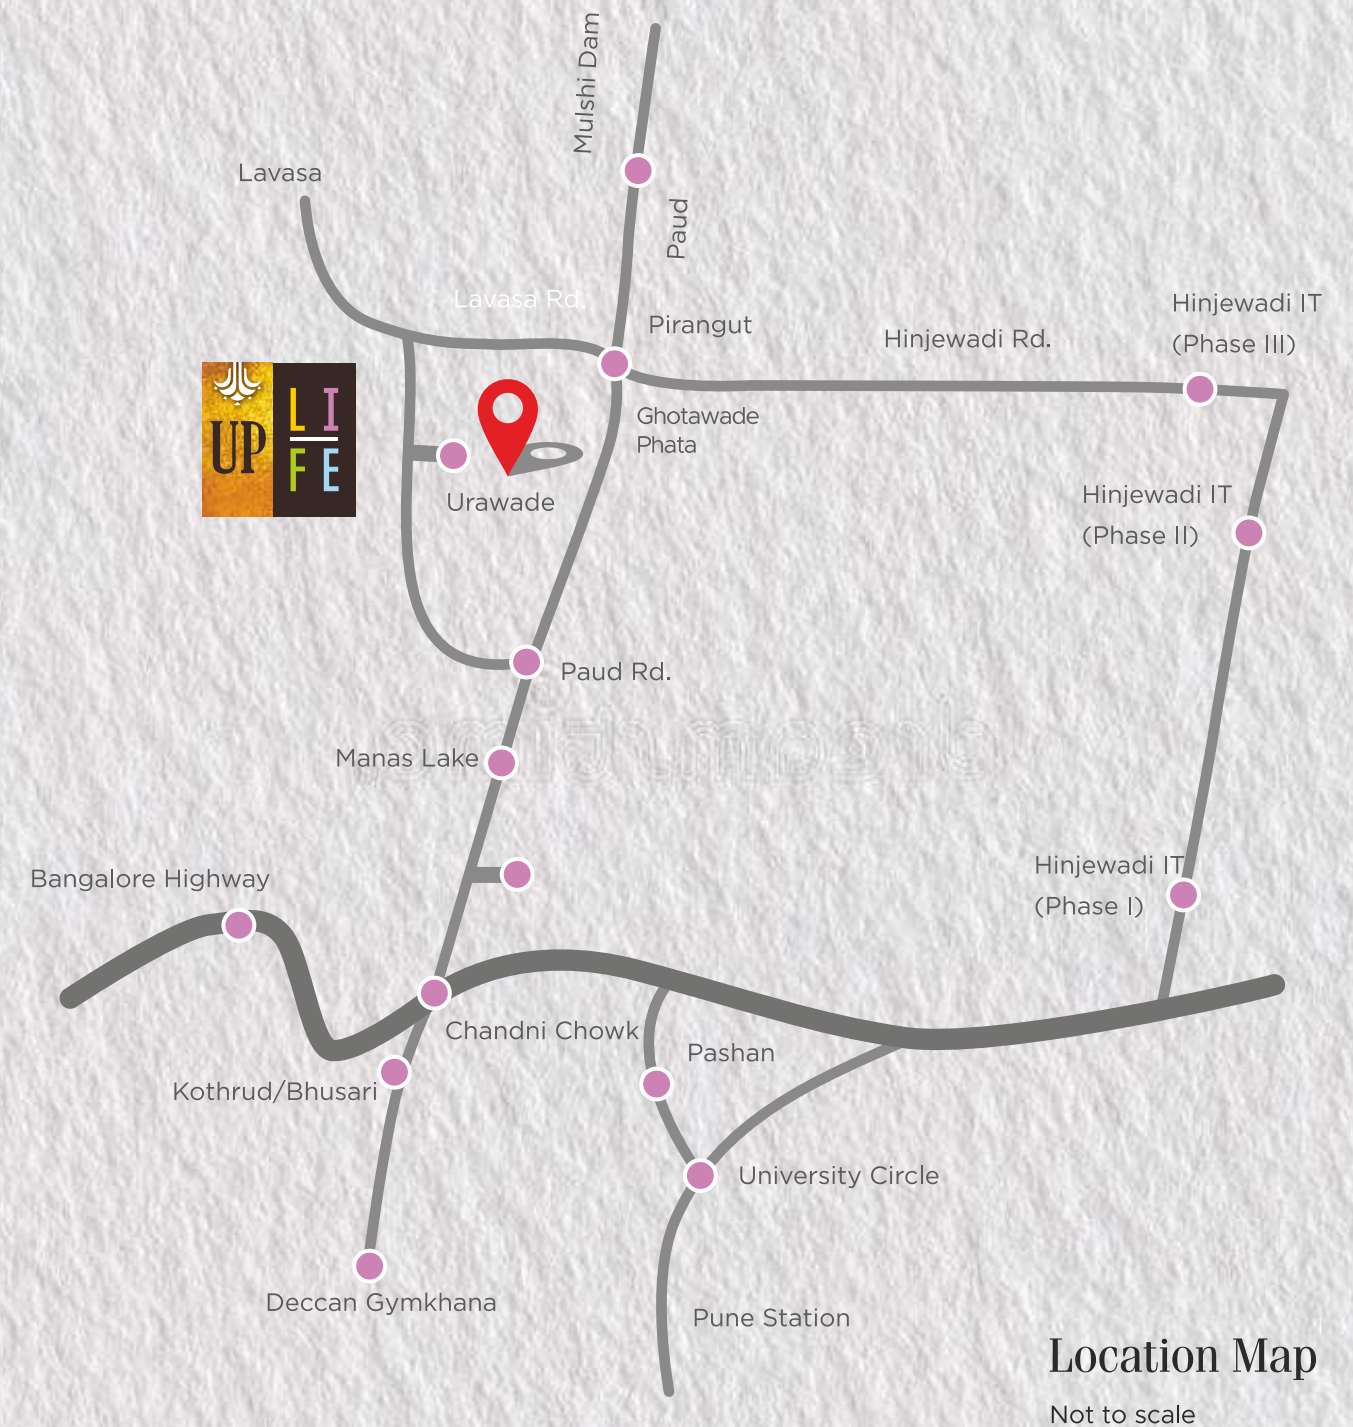 Mulshi Dam
Lavasa
Paud
Lavasa Rd.
Pirangut
Hinjewadi Rd.
Hinjewadi IT
(Phase III)
UP
LI
FE
Ghotawade
Phata
Urawade
Hinjewadi IT
(Phase II)
Paud Rd.
Manas Lake
Bangalore Highway
Hinjewadi IT
(Phase I)
Chandni Chowk
Pashan
Kothrud/Bhusari
University Circle
Deccan Gymkhana
Pune Station
Location Map
Not to scale